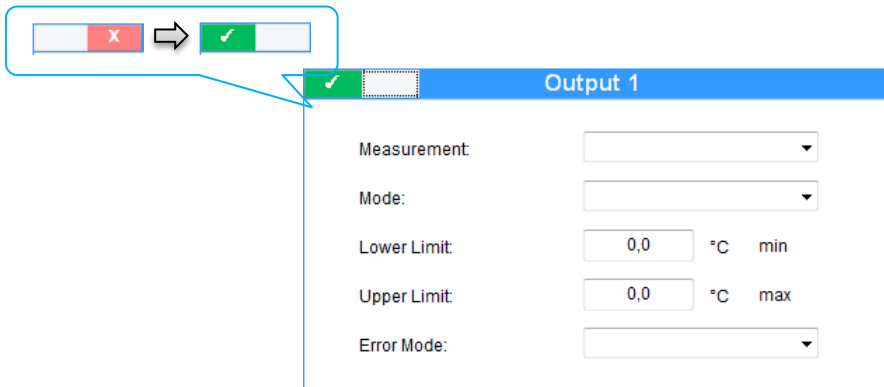 X ✓
✓ Output 1
Measurement:
Mode:
Lower Limit: 0,0 °C min
Upper Limit: 0,0 °C max
Error Mode: